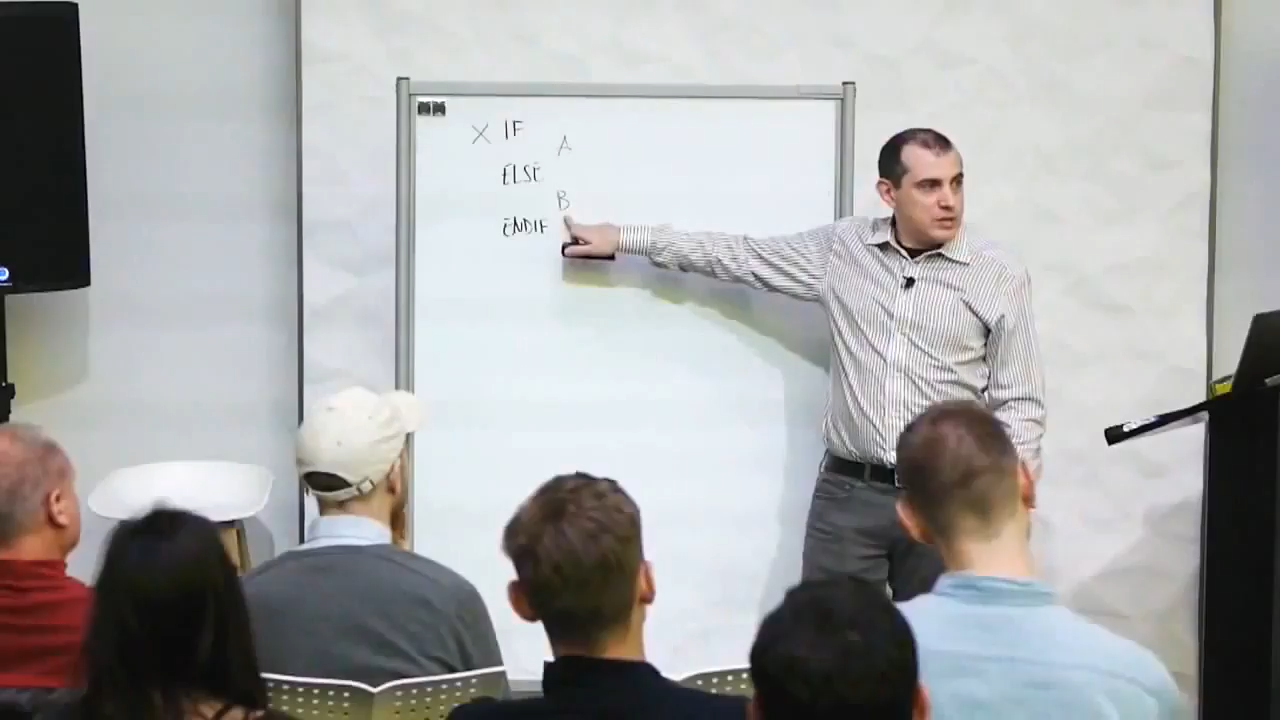 X IF
A
ELSE
B
ENDIF